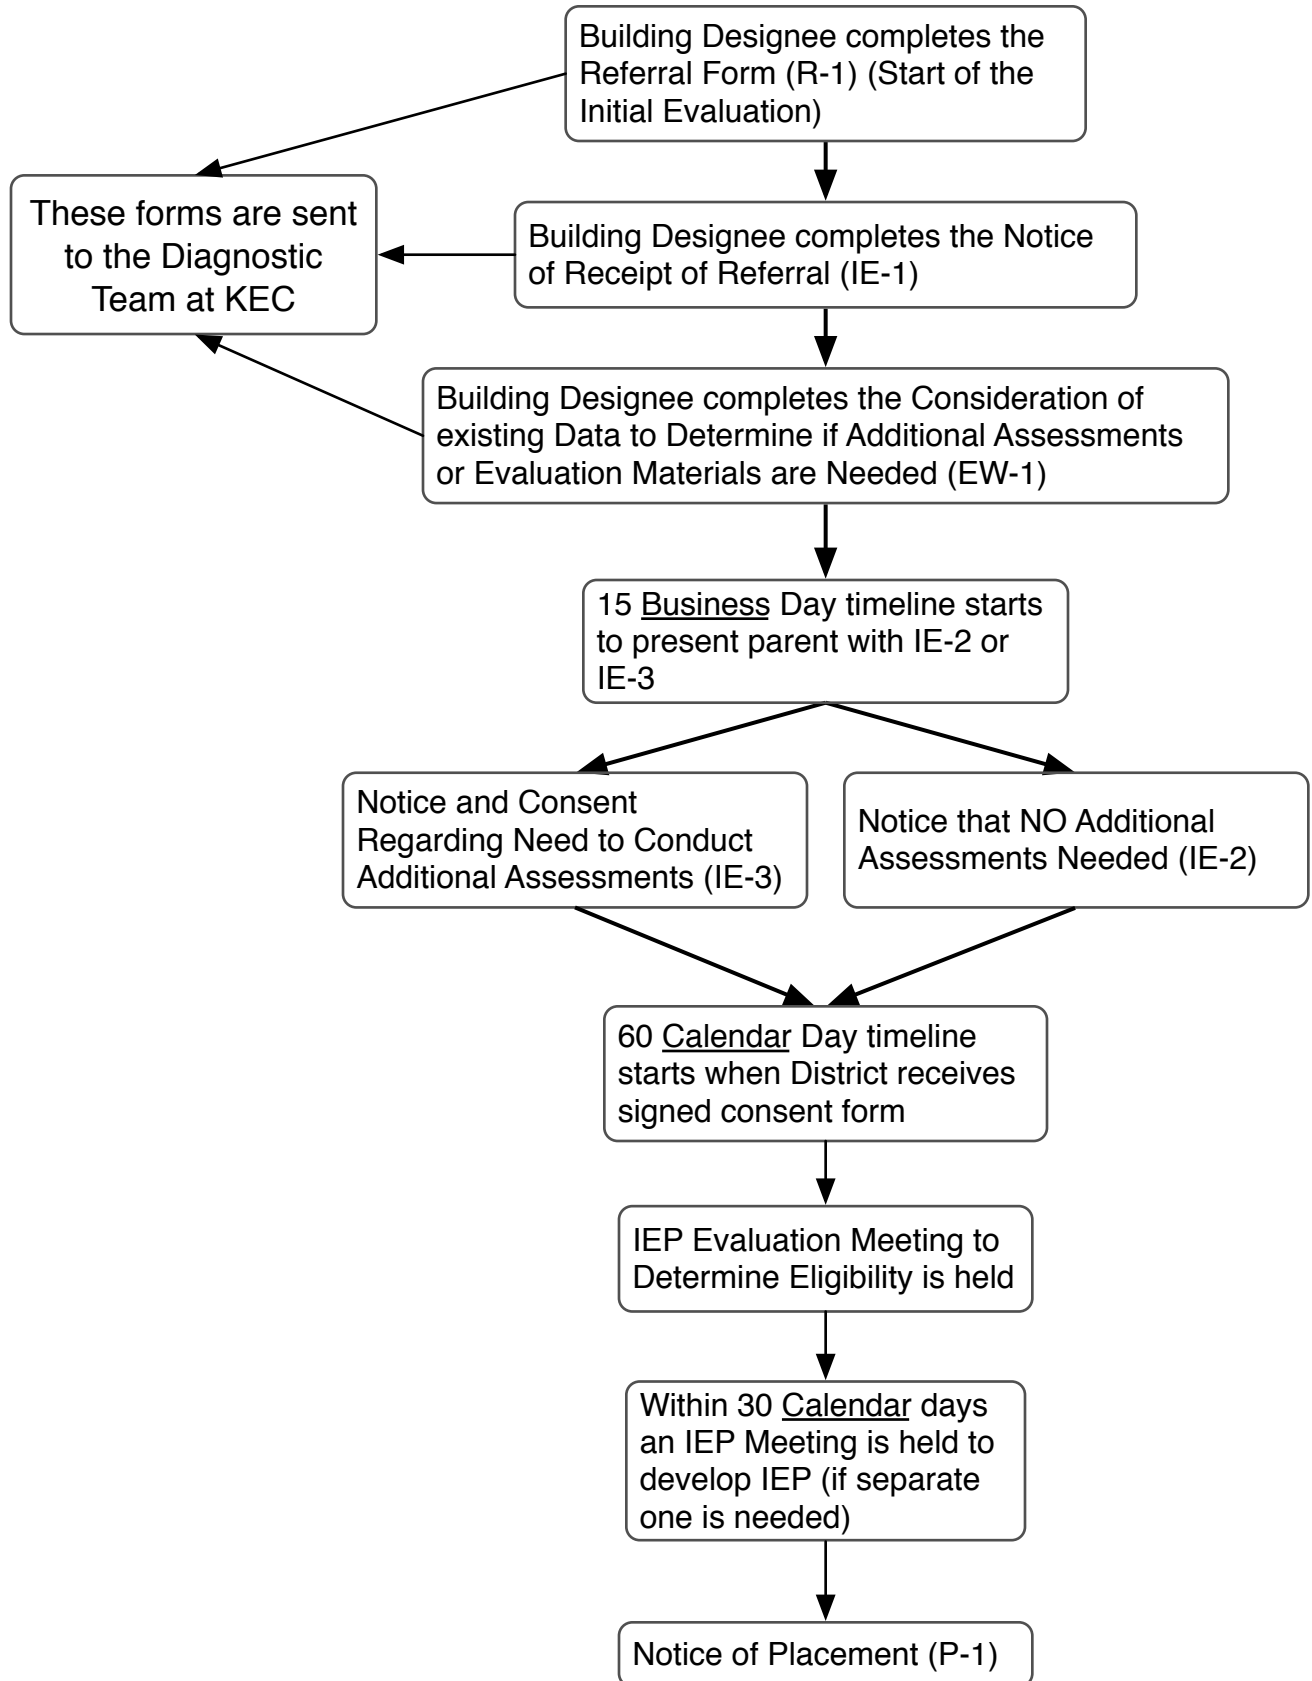 Building Designee completes the
Referral Form (R-1) (Start of the
Initial Evaluation)
These forms are sent
to the Diagnostic
Team at KEC
Building Designee completes the Notice
of Receipt of Referral (IE-1)
Building Designee completes the Consideration of
existing Data to Determine if Additional Assessments
or Evaluation Materials are Needed (EW-1)
15 Business Day timeline starts
to present parent with IE-2 or
IE-3
Notice and Consent
Regarding Need to Conduct
Additional Assessments (IE-3)
Notice that NO Additional
Assessments Needed (IE-2)
60 Calendar Day timeline
starts when District receives
signed consent form
IEP Evaluation Meeting to
Determine Eligibility is held
Within 30 Calendar days
an IEP Meeting is held to
develop IEP (if separate
one is needed)
Notice of Placement (P-1)